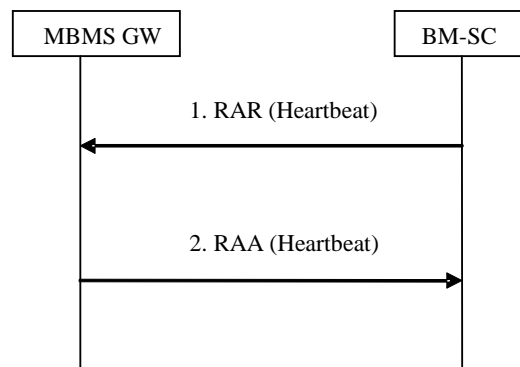 MBMS GW
BM-SC
1. RAR (Heartbeat)
2. RAA (Heartbeat)